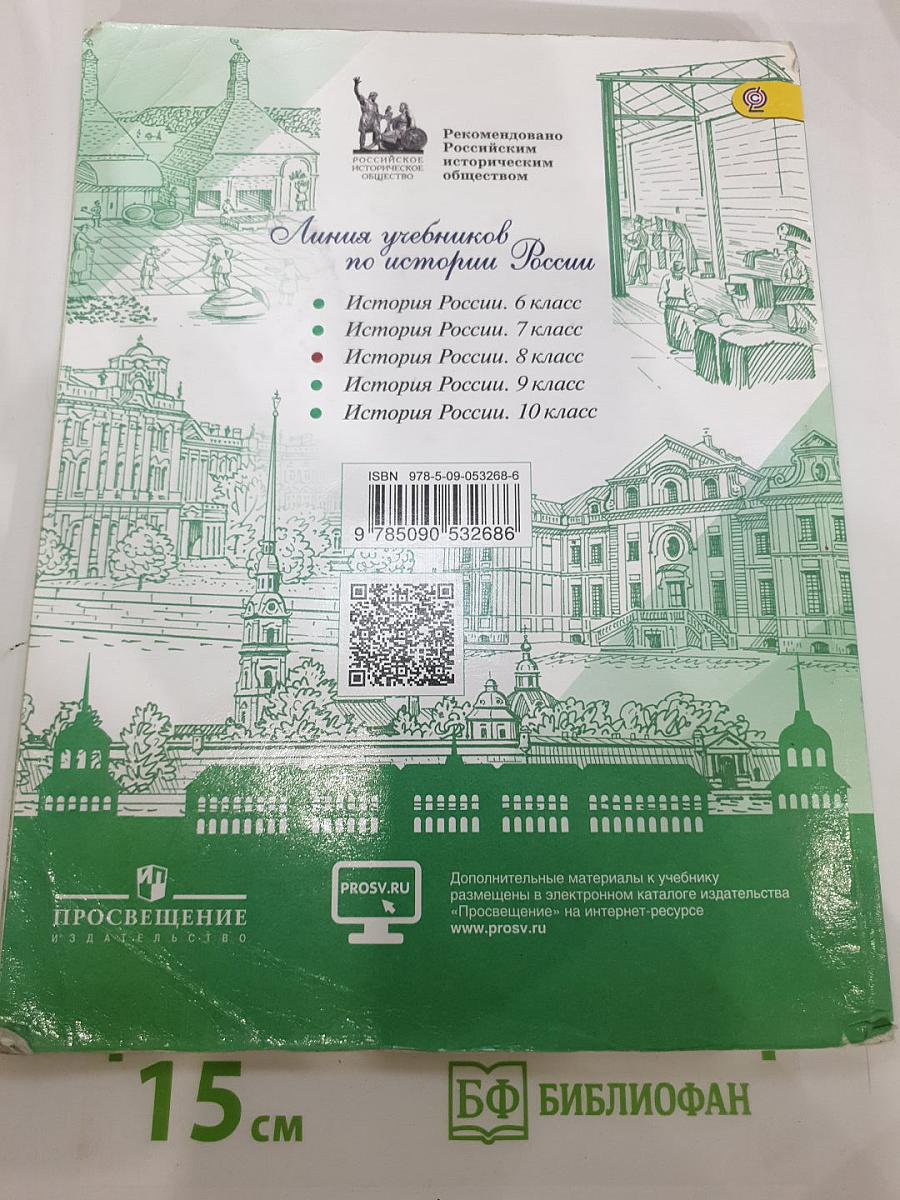 РОССИЙСКОЕ
ИСТОРИЧЕСКОЕ
ОБЩЕСТВО
Рекомендовано
Российским
историческим
обществом
Линия учебников
по истории России
История России. 6 класс
История России. 7 класс
История России. 8 класс
История России. 9 класс
История России. 10 класс
ISBN 978-5-09-053268-6
9 785090 532686
ИП
ПРОСВЕЩЕНИЕ
ИЗДАТЕЛЬСТВО
PROSV.RU
Дополнительные материалы к учебнику
размещены в электронном каталоге издательства
«Просвещение» на интернет-ресурсе
www.prosv.ru
15 см
БФ БИБЛИОФАН